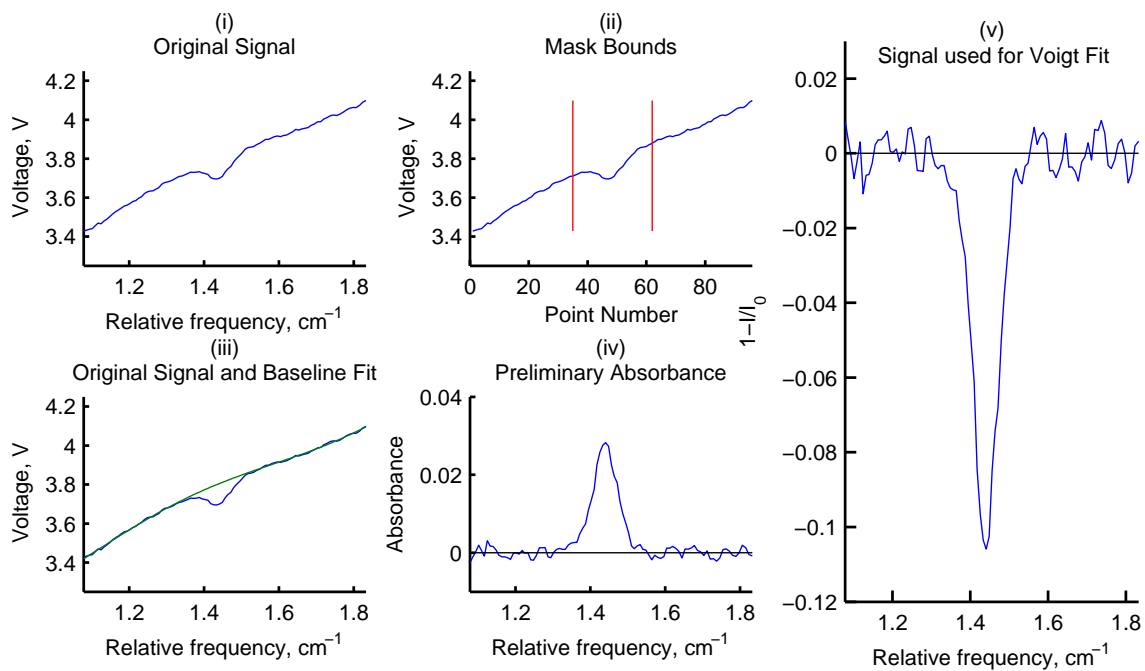 (i)
Original Signal
4.2
4
3.8
3.6
3.4
Voltage, V
1.2 1.4 1.6 1.8
Relative frequency, cm⁻¹
(ii)
Mask Bounds
4.2
4
3.8
3.6
3.4
Voltage, V
0 20 40 60 80
Point Number
(iii)
Original Signal and Baseline Fit
4.2
4
3.8
3.6
3.4
Voltage, V
1.2 1.4 1.6 1.8
Relative frequency, cm⁻¹
(iv)
Preliminary Absorbance
0.04
0.02
0
Absorbance
1.2 1.4 1.6 1.8
Relative frequency, cm⁻¹
(v)
Signal used for Voigt Fit
0.02
0
−0.02
−0.04
−0.06
−0.08
−0.1
−0.12
1−I/I₀
1.2 1.4 1.6 1.8
Relative frequency, cm⁻¹